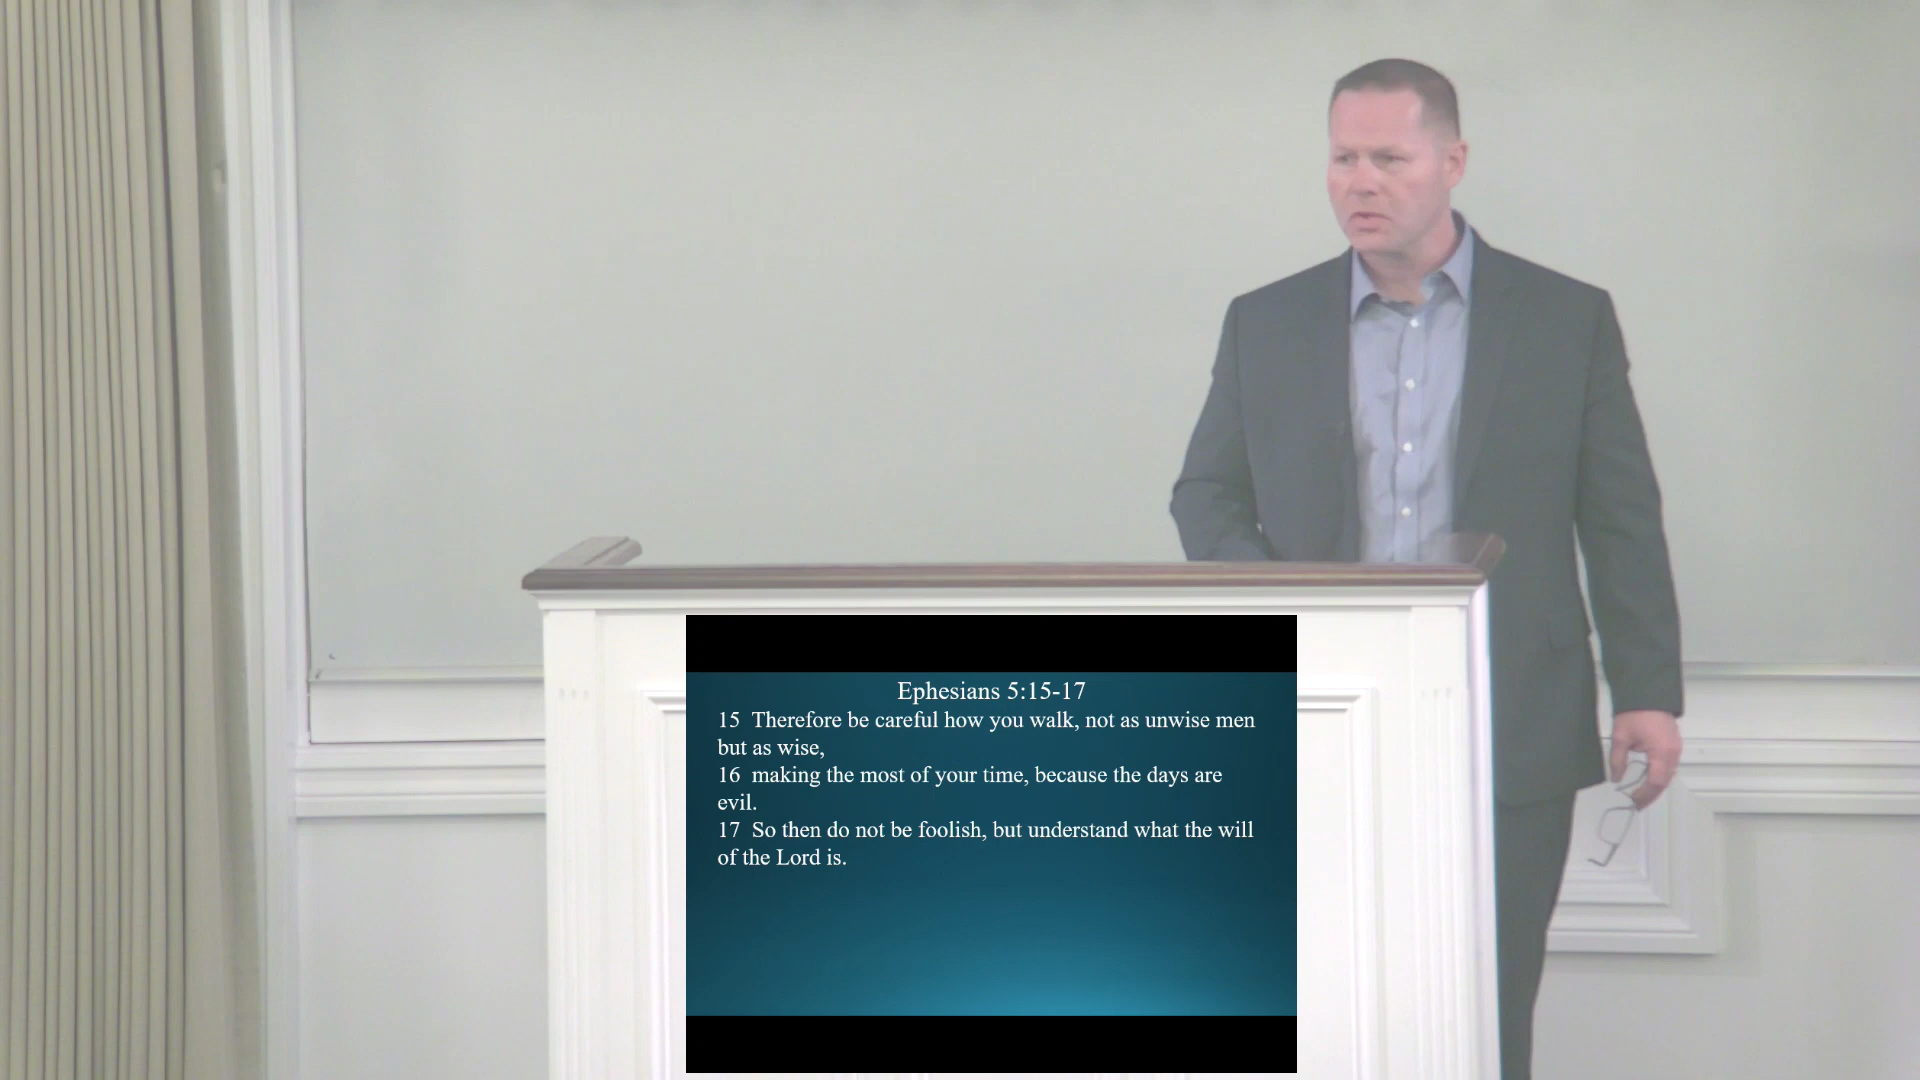 Ephesians 5:15-17
15 Therefore be careful how you walk, not as unwise men
but as wise,
16 making the most of your time, because the days are
evil.
17 So then do not be foolish, but understand what the will
of the Lord is.